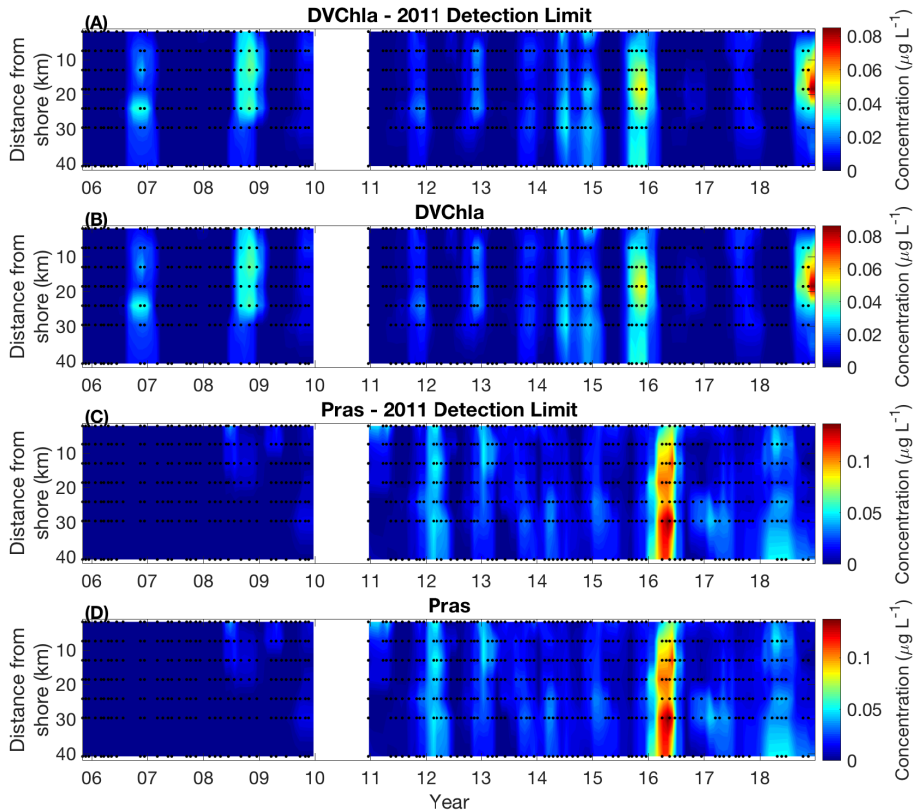 DVChla - 2011 Detection Limit
(A)
Distance from
shore (km)
10
20
30
40
06 07 08 09 10 11 12 13 14 15 16 17 18
0.08
0.06
0.04
0.02
0
Concentration (μg L⁻¹)
DVChla
(B)
Distance from
shore (km)
10
20
30
40
06 07 08 09 10 11 12 13 14 15 16 17 18
0.08
0.06
0.04
0.02
0
Concentration (μg L⁻¹)
Pras - 2011 Detection Limit
(C)
Distance from
shore (km)
10
20
30
40
06 07 08 09 10 11 12 13 14 15 16 17 18
0.1
0.05
0
Concentration (μg L⁻¹)
Pras
(D)
Distance from
shore (km)
10
20
30
40
06 07 08 09 10 11 12 13 14 15 16 17 18
0.1
0.05
0
Concentration (μg L⁻¹)
Year